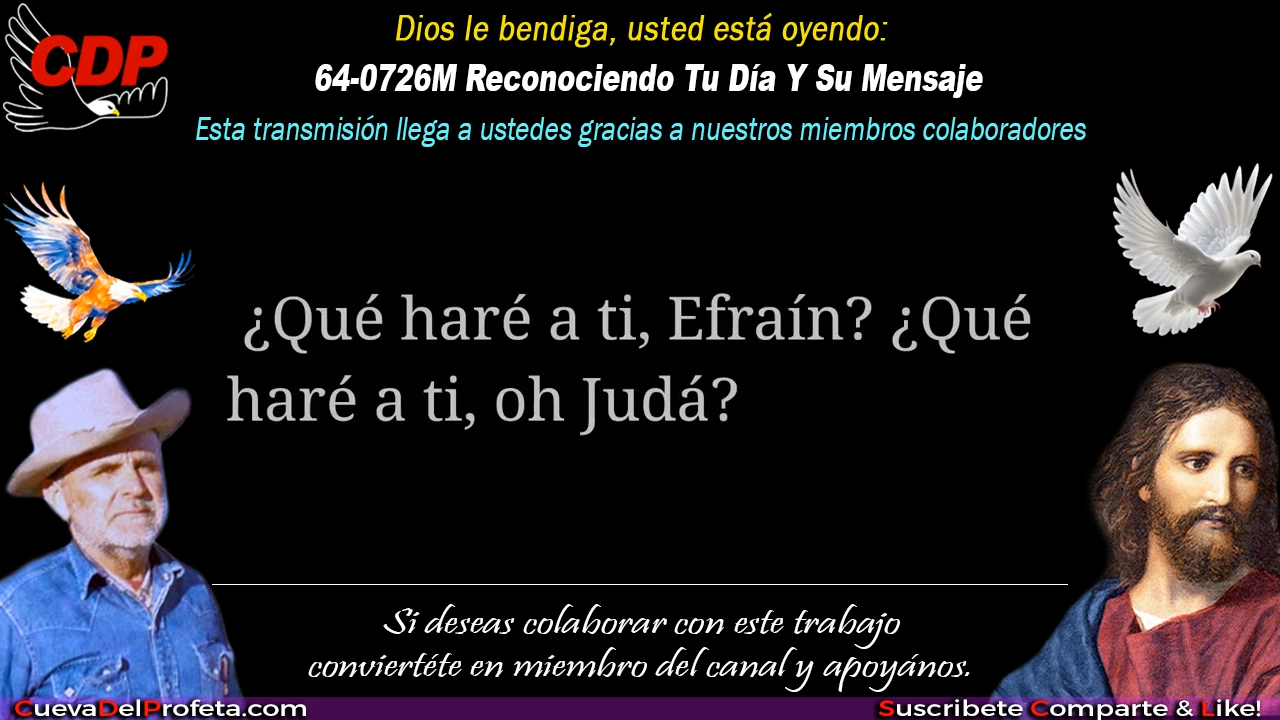 CDP
Dios le bendiga, usted está oyendo:
64-0726M Reconociendo Tu Día Y Su Mensaje
Esta transmisión llega a ustedes gracias a nuestros miembros colaboradores
¿Qué haré a ti, Efraín? ¿Qué
haré a ti, oh Judá?
Si deseas colaborar con este trabajo
conviertéte en miembro del canal y apoyános.
CuevaDelProfeta.com
Suscribete Comparte & Like!